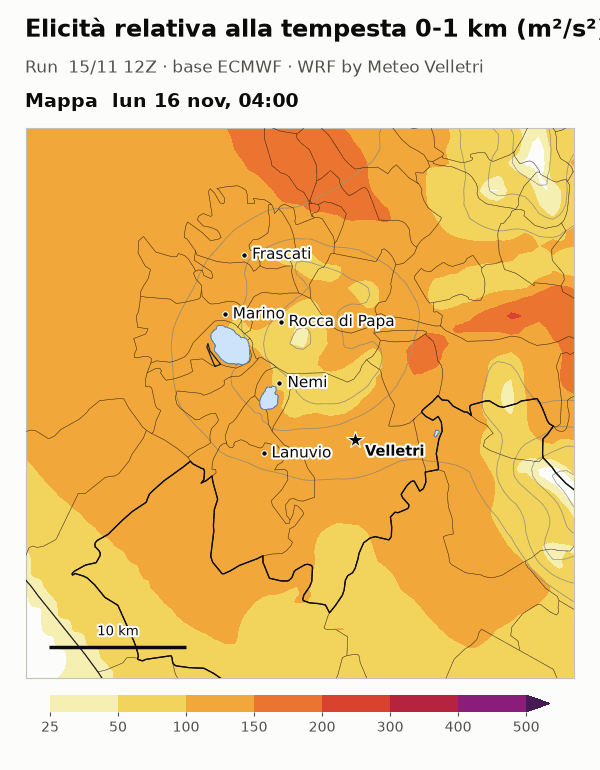 Elicità relativa alla tempesta 0-1 km (m²/s²)
Run 15/11 12Z · base ECMWF · WRF by Meteo Velletri
Mappa lun 16 nov, 04:00
Frascati
Marino
Rocca di Papa
Nemi
Velletri
Lanuvio
10 km
25 50 100 150 200 300 400 500